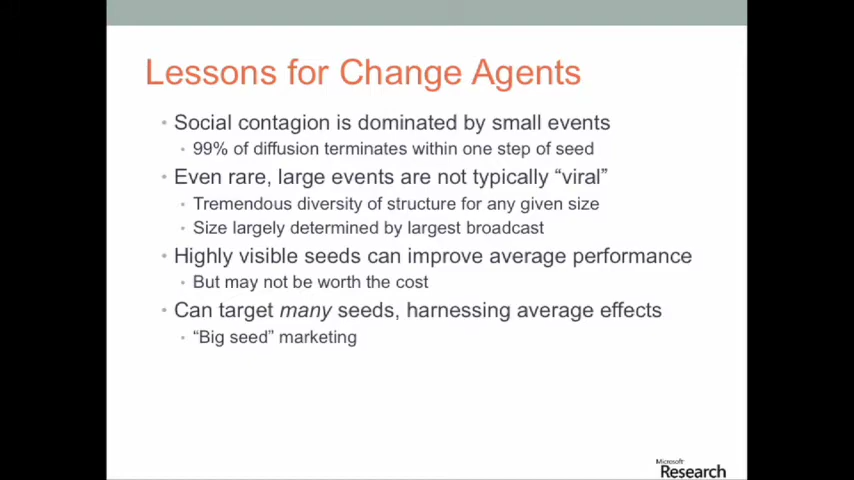 Lessons for Change Agents
• Social contagion is dominated by small events
• 99% of diffusion terminates within one step of seed
• Even rare, large events are not typically “viral”
• Tremendous diversity of structure for any given size
• Size largely determined by largest broadcast
• Highly visible seeds can improve average performance
• But may not be worth the cost
• Can target many seeds, harnessing average effects
• “Big seed” marketing
Microsoft
Research